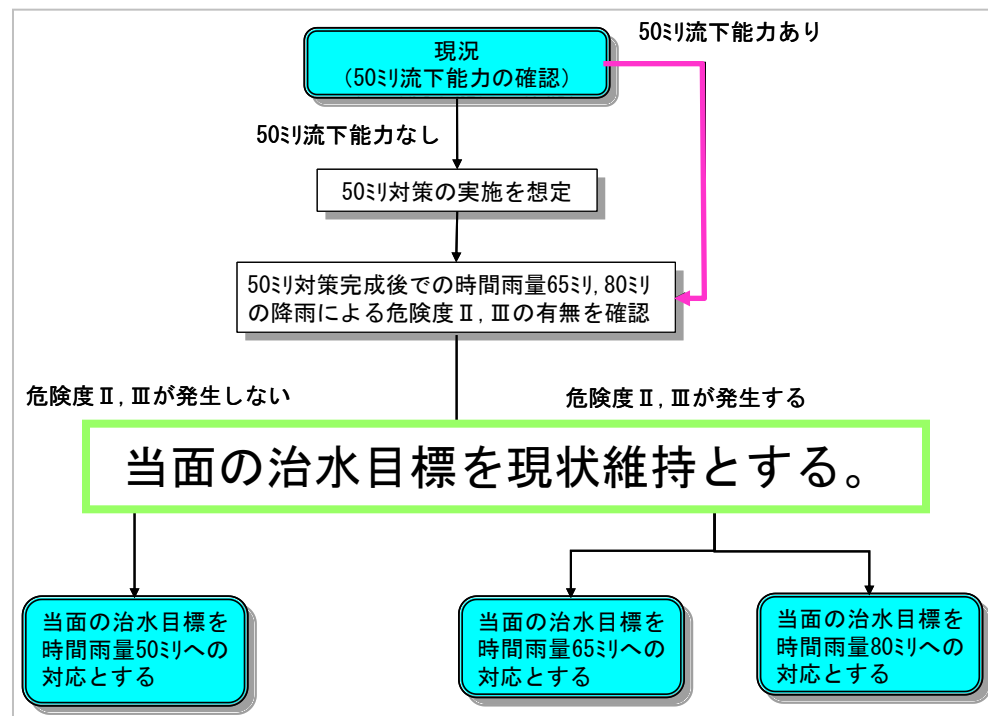 50ミリ流下能力あり
現況
(50ミリ流下能力の確認)
50ミリ流下能力なし
50ミリ対策の実施を想定
50ミリ対策完成後での時間雨量65ミリ,80ミリ
の降雨による危険度Ⅱ,Ⅲの有無を確認
危険度Ⅱ,Ⅲが発生しない
危険度Ⅱ,Ⅲが発生する
当面の治水目標を現状維持とする。
当面の治水目標を
時間雨量50ミリへの
対応とする
当面の治水目標を
時間雨量65ミリへの
対応とする
当面の治水目標を
時間雨量80ミリへの
対応とする